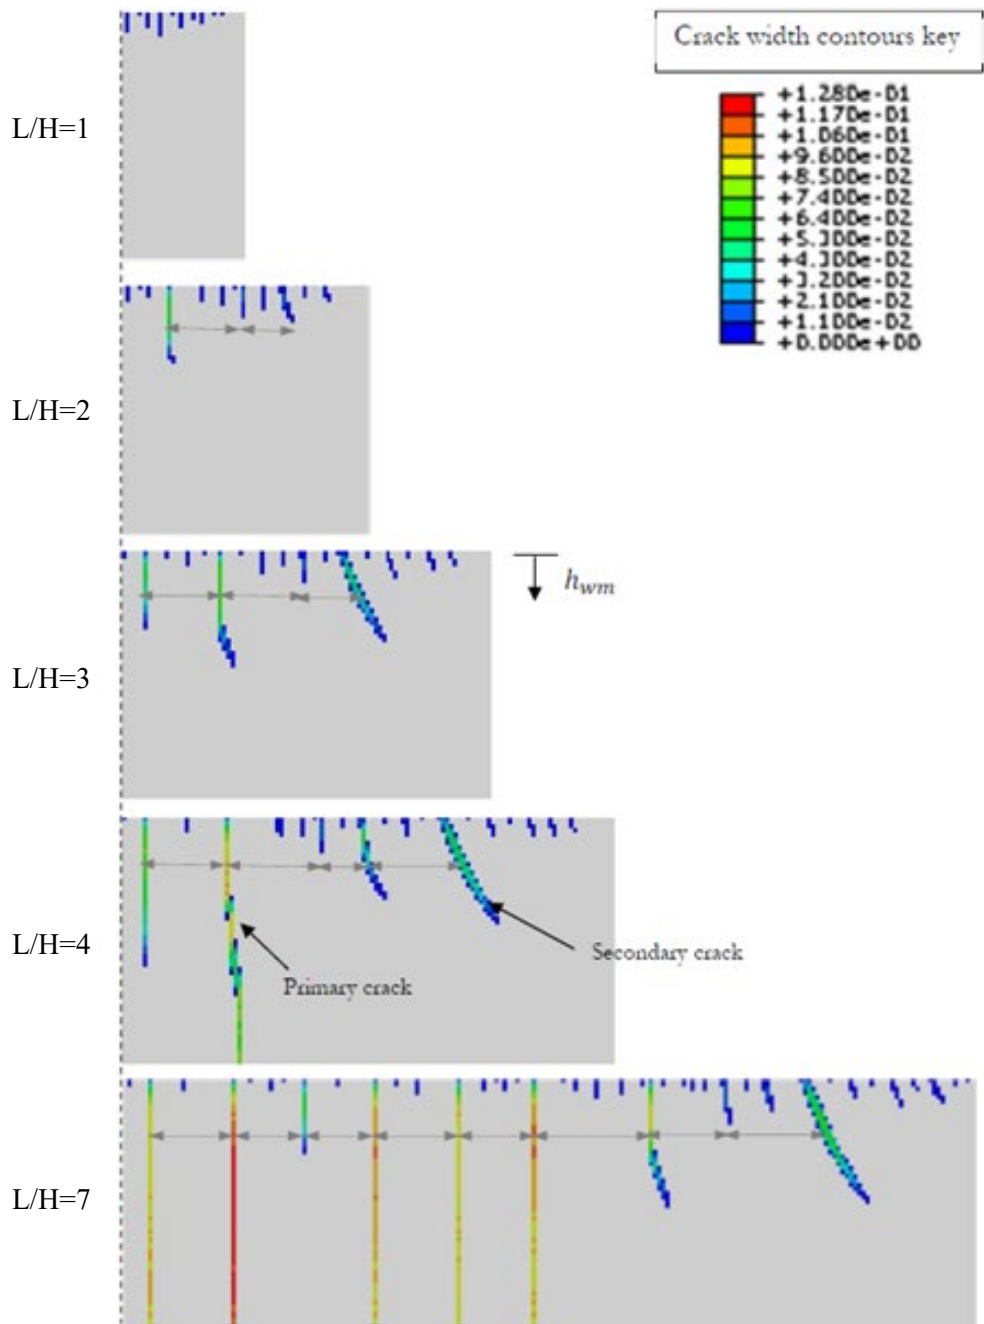 Crack width contours key
+1.280e-01
+1.170e-01
+1.060e-01
+9.600e-02
+8.500e-02
+7.400e-02
+6.400e-02
+5.300e-02
+4.300e-02
+3.200e-02
+2.100e-02
+1.100e-02
+0.000e+00
L/H=1
L/H=2
h_wm
L/H=3
L/H=4
Secondary crack
Primary crack
L/H=7